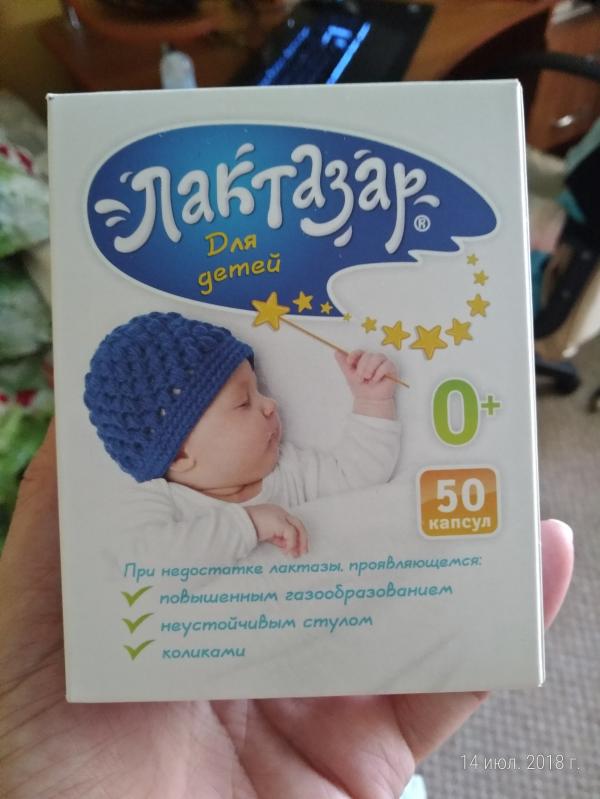 Лактазар®
Для
детей
0+
50
капсул
При недостатке лактазы, проявляющемся:
повышенным газообразованием
неустойчивым стулом
коликами
14 июл. 2018 г.